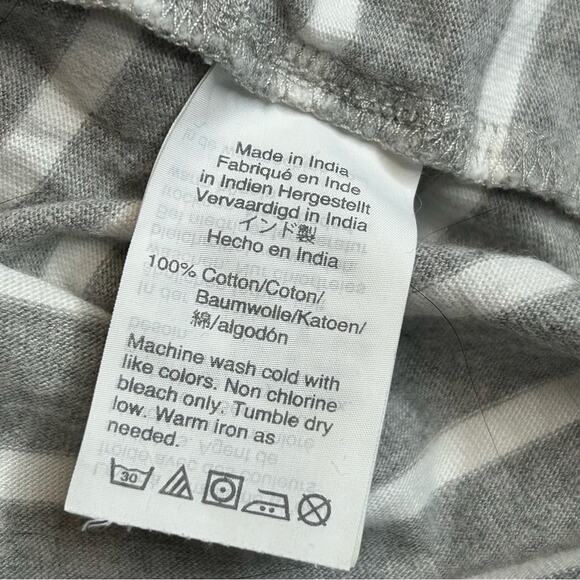 Made in India
Fabriqué en Inde
in Indien Hergestellt
Vervaardigd in India
インド製
Hecho en India
100% Cotton/Coton/
Baumwolle/Katoen/
綿/algodón
Machine wash cold with
like colors. Non chlorine
bleach only. Tumble dry
low. Warm iron as
needed.
30